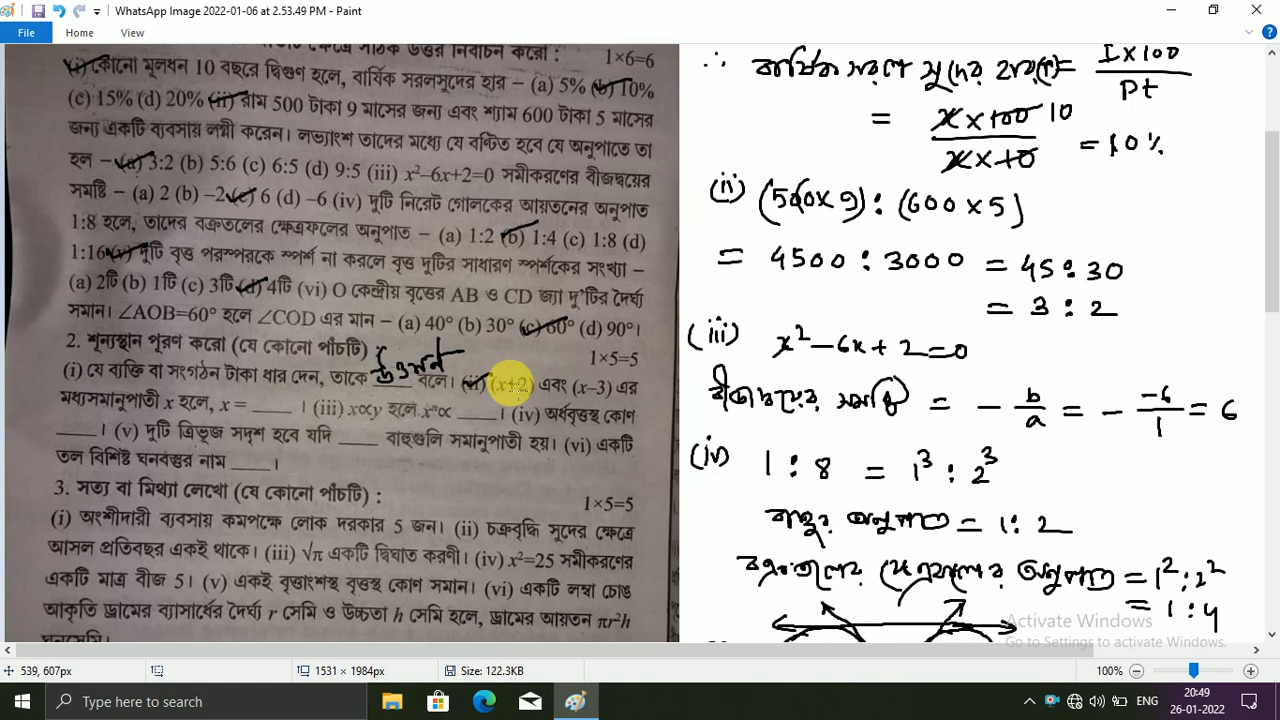 WhatsApp Image 2022-01-06 at 2.53.49 PM - Paint
File Home View
1×6=6
(i) কোনো মূলধন 10 বছরে দ্বিগুণ হলে, বার্ষিক সরলসুদের হার – (a) 5% (b) 10%
(c) 15% (d) 20% (ii) রাম 500 টাকা 9 মাসের জন্য এবং শ্যাম 600 টাকা 5 মাসের
জন্য একটি ব্যবসায় লগ্নী করেন। লভ্যাংশ তাদের মধ্যে যে বণ্টিত হবে যে অনুপাতে তা
হল – (a) 3:2 (b) 5:6 (c) 6:5 (d) 9:5 (iii) x²–6x+2=0 সমীকরণের বীজদ্বয়ের
সমষ্টি – (a) 2 (b) –2 (c) 6 (d) –6 (iv) দুটি নিরেট গোলকের আয়তনের অনুপাত
1:8 হলে, তাদের বক্রতলের ক্ষেত্রফলের অনুপাত – (a) 1:2 (b) 1:4 (c) 1:8 (d)
1:16 (v) দুটি বৃত্ত পরস্পরকে স্পর্শ না করলে বৃত্ত দুটির সাধারণ স্পর্শকের সংখ্যা –
(a) 2টি (b) 1টি (c) 3টি (d) 4টি (vi) O কেন্দ্রীয় বৃত্তের AB ও CD জ্যা দু'টির দৈর্ঘ্য
সমান। ∠AOB=60° হলে ∠COD এর মান – (a) 40° (b) 30° (c) 60° (d) 90°।
2. শূন্যস্থান পূরণ করো (যে কোনো পাঁচটি) 1×5=5
উত্তমর্ণ
(i) যে ব্যক্তি বা সংগঠন টাকা ধার দেন, তাকে ____ বলে। (ii) (x+2) এবং (x–3) এর
মধ্যসমানুপাতী x হলে, x = ____ । (iii) x∝y হলে xⁿ∝ ____। (iv) অর্ধবৃত্তস্থ কোণ
____। (v) দুটি ত্রিভুজ সদৃশ হবে যদি ____ বাহুগুলি সমানুপাতী হয়। (vi) একটি
তল বিশিষ্ট ঘনবস্তুর নাম ____।
3. সত্য বা মিথ্যা লেখো (যে কোনো পাঁচটি) : 1×5=5
(i) অংশীদারী ব্যবসায় কমপক্ষে লোক দরকার 5 জন। (ii) চক্রবৃদ্ধি সুদের ক্ষেত্রে
আসল প্রতিবছর একই থাকে। (iii) √π একটি দ্বিঘাত করণী। (iv) x²=25 সমীকরণের
একটি মাত্র বীজ 5। (v) একই বৃত্তাংশস্থ বৃত্তস্থ কোণ সমান। (vi) একটি লম্বা চোঙ
আকৃতি ড্রামের ব্যাসার্ধের দৈর্ঘ্য r সেমি ও উচ্চতা h সেমি হলে, ড্রামের আয়তন πr²h
∴ বার্ষিক সরল সুদের হার = I×100 / Pt
= x×100 10 / x×10 = 10%
(ii) (500×9) : (600×5)
= 4500 : 3000 = 45 : 30
= 3 : 2
(iii) x² – 6x + 2 = 0
বীজদ্বয়ের সমষ্টি = – b/a = – –6/1 = 6
(iv) 1 : 8 = 1³ : 2³
অনুপাত = 1 : 2
বক্রতলের ক্ষেত্রফলের অনুপাত = 1² : 2²
= 1 : 4
Activate Windows
Go to Settings to activate Windows.
539, 607px 1531 × 1984px Size: 122.3KB 100%
Type here to search
ENG 20:49 26-01-2022